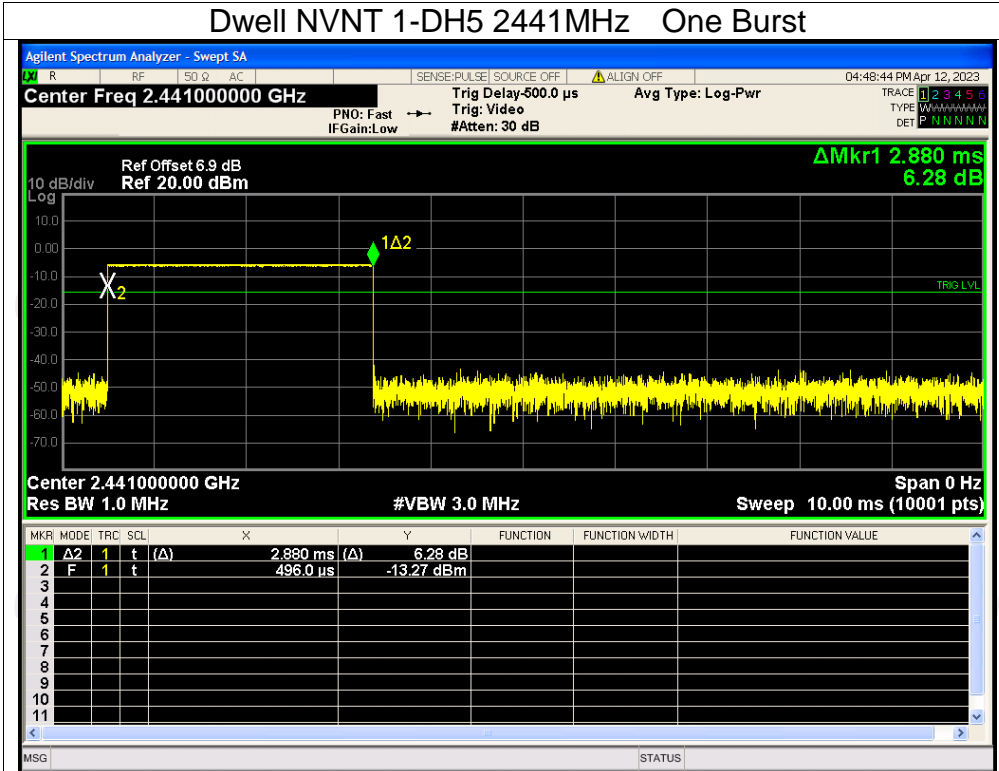 Dwell NVNT 1-DH5 2441MHz One Burst
Agilent Spectrum Analyzer - Swept SA
LXI R RF 50 Ω AC SENSE:PULSE SOURCE OFF ALIGN OFF 04:48:44 PM Apr 12, 2023
Center Freq 2.441000000 GHz Trig Delay-500.0 µs Avg Type: Log-Pwr TRACE 1 2 3 4 5 6
PNO: Fast Trig: Video TYPE WWWWWW
IFGain:Low #Atten: 30 dB DET P N N N N N
ΔMkr1 2.880 ms
6.28 dB
Ref Offset 6.9 dB
10 dB/div Ref 20.00 dBm
Log
10.0
0.00
1Δ2
-10.0
2
TRIG LVL
-20.0
-30.0
-40.0
-50.0
-60.0
-70.0
Center 2.441000000 GHz Span 0 Hz
Res BW 1.0 MHz #VBW 3.0 MHz Sweep 10.00 ms (10001 pts)
MKR MODE TRC SCL X Y FUNCTION FUNCTION WIDTH FUNCTION VALUE
1 Δ2 1 t (Δ) 2.880 ms (Δ) 6.28 dB
2 F 1 t 496.0 µs -13.27 dBm
3
4
5
6
7
8
9
10
11
MSG STATUS